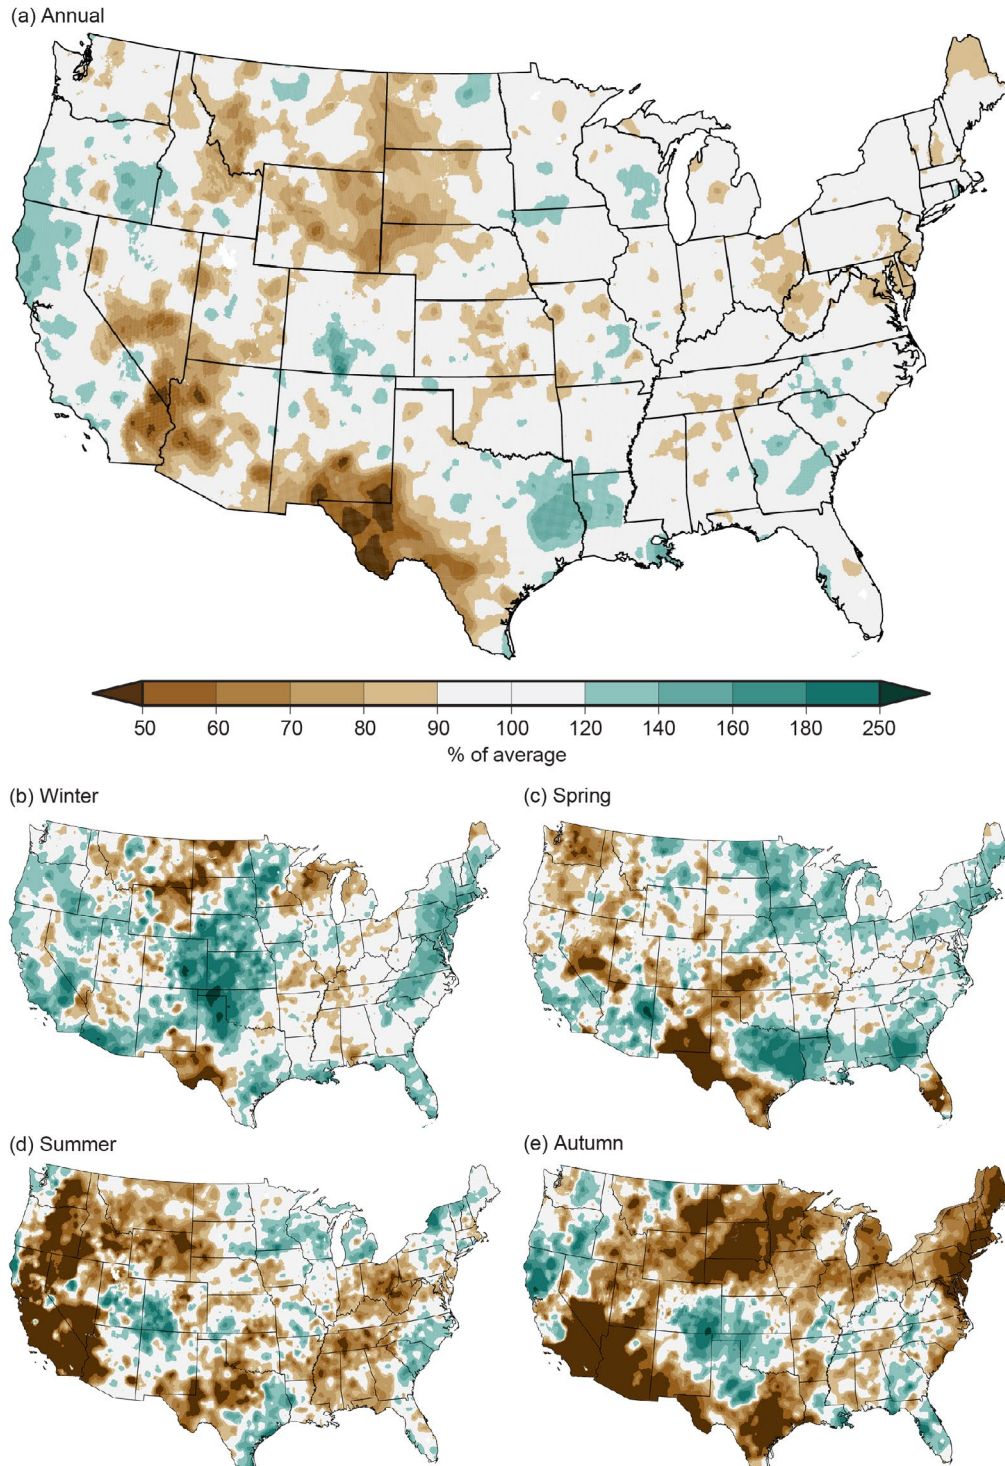 (a) Annual
50 60 70 80 90 100 120 140 160 180 250
% of average
(b) Winter
(c) Spring
(d) Summer
(e) Autumn